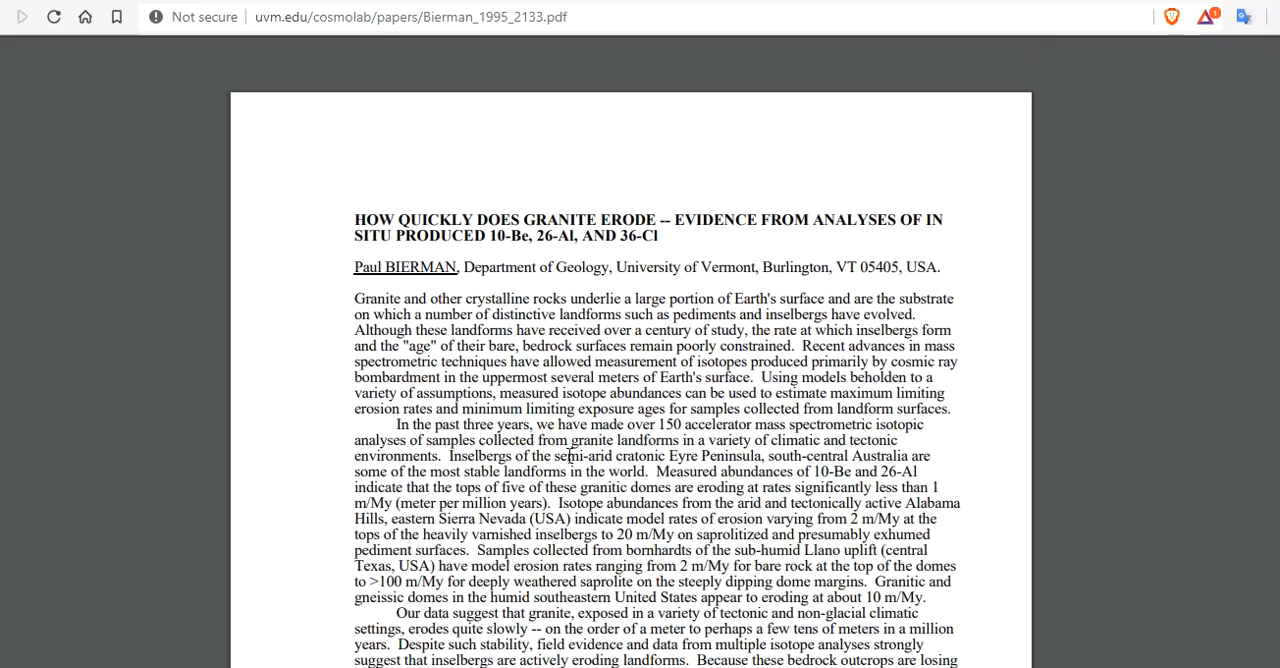 Not secure
uvm.edu/cosmolab/papers/Bierman_1995_2133.pdf
1
HOW QUICKLY DOES GRANITE ERODE -- EVIDENCE FROM ANALYSES OF IN
SITU PRODUCED 10-Be, 26-Al, AND 36-Cl
Paul BIERMAN, Department of Geology, University of Vermont, Burlington, VT 05405, USA.
Granite and other crystalline rocks underlie a large portion of Earth's surface and are the substrate
on which a number of distinctive landforms such as pediments and inselbergs have evolved.
Although these landforms have received over a century of study, the rate at which inselbergs form
and the "age" of their bare, bedrock surfaces remain poorly constrained.  Recent advances in mass
spectrometric techniques have allowed measurement of isotopes produced primarily by cosmic ray
bombardment in the uppermost several meters of Earth's surface.  Using models beholden to a
variety of assumptions, measured isotope abundances can be used to estimate maximum limiting
erosion rates and minimum limiting exposure ages for samples collected from landform surfaces.
In the past three years, we have made over 150 accelerator mass spectrometric isotopic
analyses of samples collected from granite landforms in a variety of climatic and tectonic
environments.  Inselbergs of the semi-arid cratonic Eyre Peninsula, south-central Australia are
some of the most stable landforms in the world.  Measured abundances of 10-Be and 26-Al
indicate that the tops of five of these granitic domes are eroding at rates significantly less than 1
m/My (meter per million years).  Isotope abundances from the arid and tectonically active Alabama
Hills, eastern Sierra Nevada (USA) indicate model rates of erosion varying from 2 m/My at the
tops of the heavily varnished inselbergs to 20 m/My on saprolitized and presumably exhumed
pediment surfaces.  Samples collected from bornhardts of the sub-humid Llano uplift (central
Texas, USA) have model erosion rates ranging from 2 m/My for bare rock at the top of the domes
to >100 m/My for deeply weathered saprolite on the steeply dipping dome margins.  Granitic and
gneissic domes in the humid southeastern United States appear to eroding at about 10 m/My.
Our data suggest that granite, exposed in a variety of tectonic and non-glacial climatic
settings, erodes quite slowly -- on the order of a meter to perhaps a few tens of meters in a million
years.  Despite such stability, field evidence and data from multiple isotope analyses strongly
suggest that inselbergs are actively eroding landforms.  Because these bedrock outcrops are losing